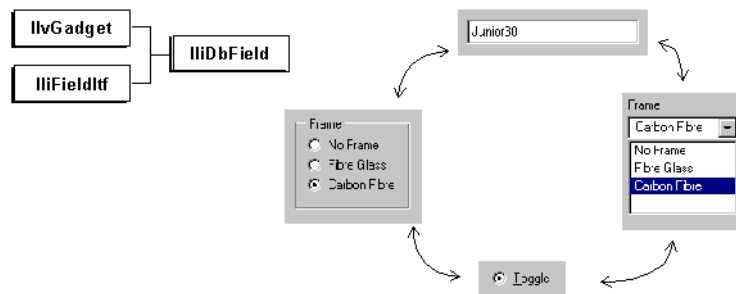 IlvGadget
IliFieldItf
IliDbField
Junior30
Frame
No Frame
Fibre Glass
Carbon Fibre
Frame
Carbon Fibre
No Frame
Fibre Glass
Carbon Fibre
Toggle